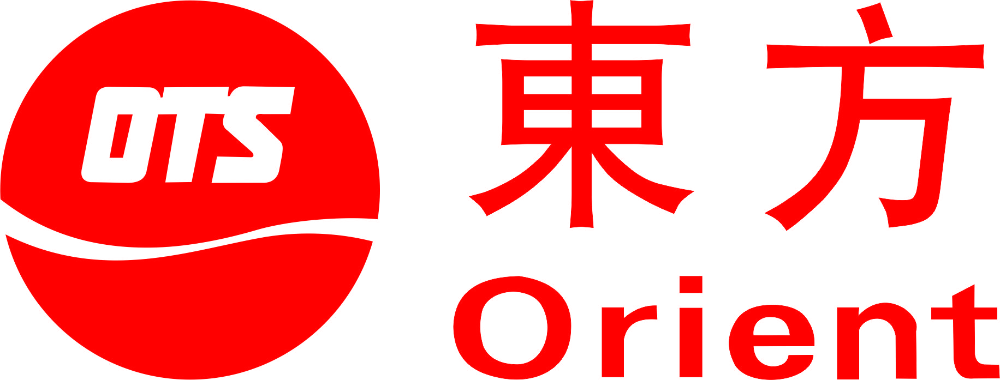 OTS
東方
Orient